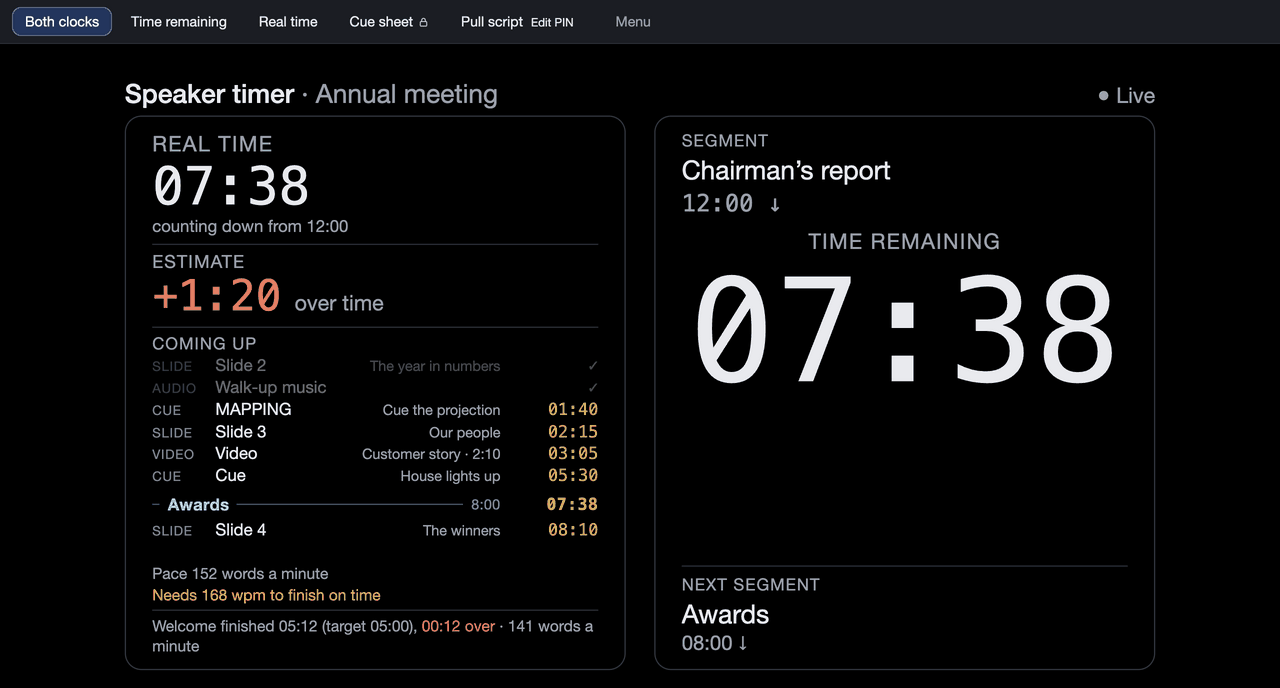 Both clocks Time remaining Real time Cue sheet Pull script Edit PIN Menu
Speaker timer · Annual meeting
Live
REAL TIME
07:38
counting down from 12:00
ESTIMATE
+1:20 over time
COMING UP
SLIDE Slide 2 The year in numbers ✓
AUDIO Walk-up music ✓
CUE MAPPING Cue the projection 01:40
SLIDE Slide 3 Our people 02:15
VIDEO Video Customer story · 2:10 03:05
CUE Cue House lights up 05:30
Awards 8:00 07:38
SLIDE Slide 4 The winners 08:10
Pace 152 words a minute
Needs 168 wpm to finish on time
Welcome finished 05:12 (target 05:00), 00:12 over · 141 words a
minute
SEGMENT
Chairman’s report
12:00 ↓
TIME REMAINING
07:38
NEXT SEGMENT
Awards
08:00 ↓